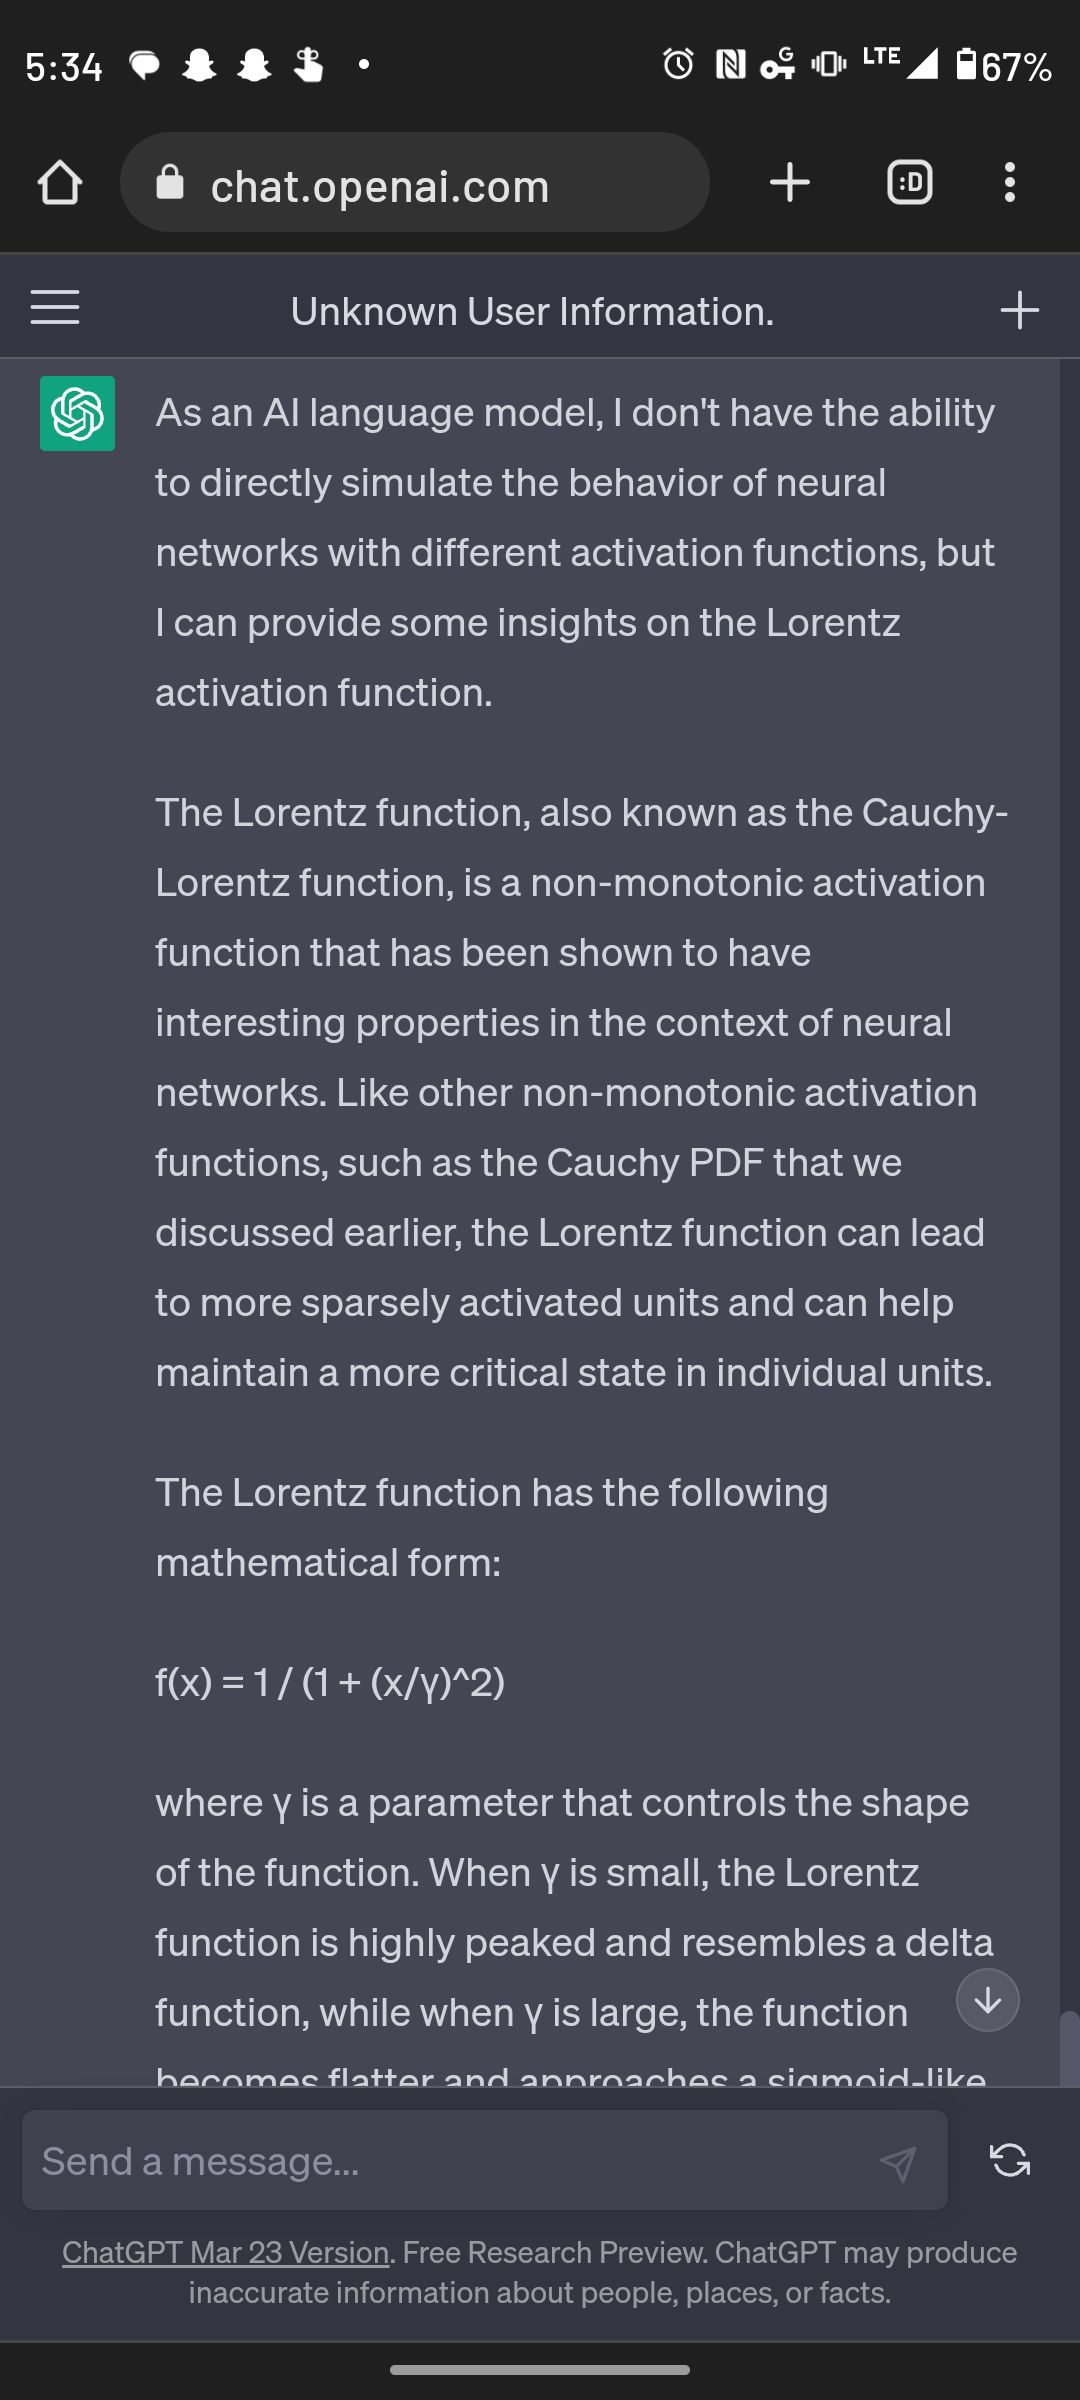 5:34
LTE 67%
chat.openai.com
:D
Unknown User Information.
As an AI language model, I don't have the ability
to directly simulate the behavior of neural
networks with different activation functions, but
I can provide some insights on the Lorentz
activation function.
The Lorentz function, also known as the Cauchy-
Lorentz function, is a non-monotonic activation
function that has been shown to have
interesting properties in the context of neural
networks. Like other non-monotonic activation
functions, such as the Cauchy PDF that we
discussed earlier, the Lorentz function can lead
to more sparsely activated units and can help
maintain a more critical state in individual units.
The Lorentz function has the following
mathematical form:
f(x) = 1 / (1 + (x/γ)^2)
where γ is a parameter that controls the shape
of the function. When γ is small, the Lorentz
function is highly peaked and resembles a delta
function, while when γ is large, the function
becomes flatter and approaches a sigmoid-like
Send a message...
ChatGPT Mar 23 Version. Free Research Preview. ChatGPT may produce
inaccurate information about people, places, or facts.